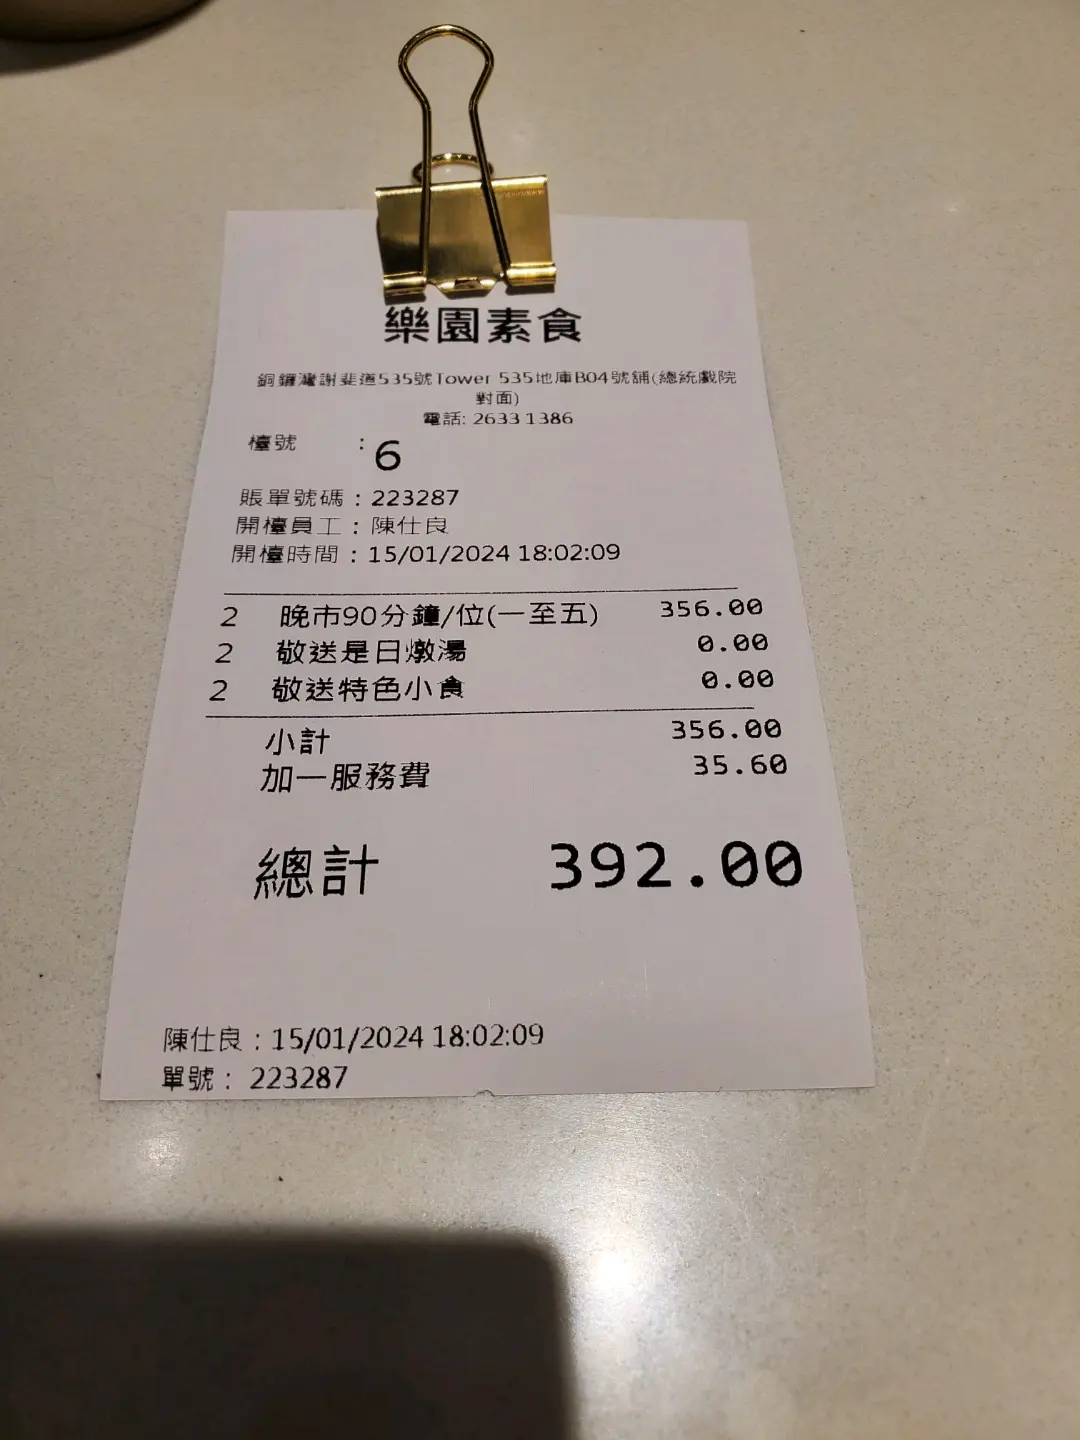 樂園素食
銅鑼灣謝斐道535號Tower 535地庫B04號舖(總統戲院
對面)
電話: 2633 1386
檯號 : 6
賬單號碼 : 223287
開檯員工 : 陳仕良
開檯時間 : 15/01/2024 18:02:09
2 晚市90分鐘/位(一至五) 356.00
2 敬送是日燉湯 0.00
2 敬送特色小食 0.00
小計 356.00
加一服務費 35.60
總計 392.00
陳仕良 : 15/01/2024 18:02:09
單號 : 223287